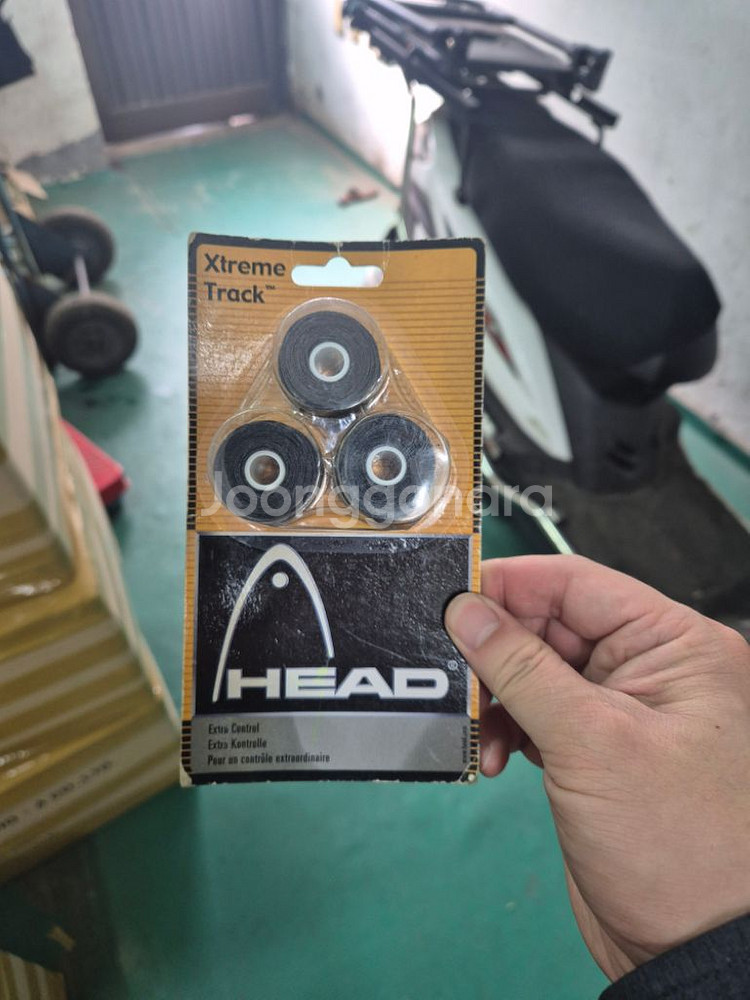 Xtreme
Track™
Joonggonara
HEAD®
Extra Control
Extra Kontrolle
Pour un contrôle extraordinaire